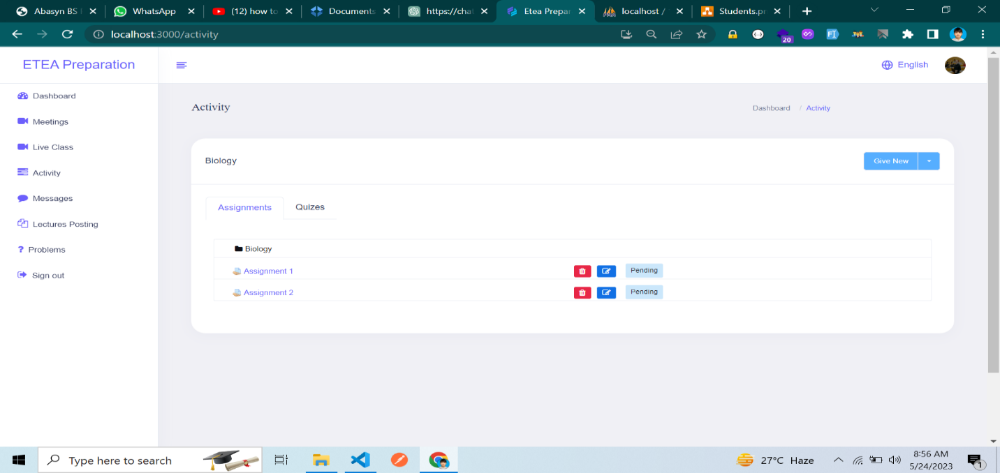 Abasyn BS
WhatsApp
(12) how to
Documents
https://chat
Etea Prepar
localhost /
Students.pr
localhost:3000/activity
20
ETEA Preparation
English
Dashboard
Meetings
Live Class
Activity
Messages
Lectures Posting
Problems
Sign out
Activity
Dashboard / Activity
Biology
Give New
Assignments
Quizes
Biology
Assignment 1
Pending
Assignment 2
Pending
Type here to search
27°C Haze
8:56 AM
5/24/2023
1